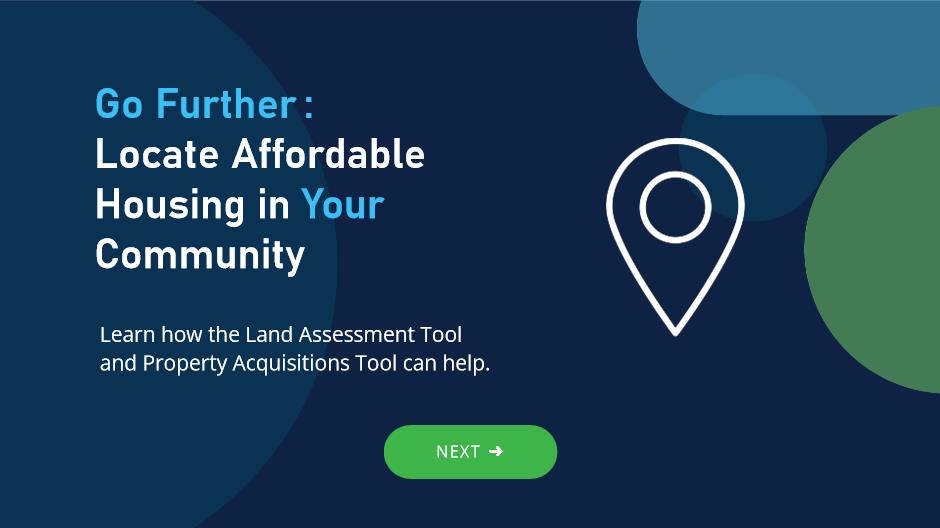 Go Further:
Locate Affordable
Housing in Your
Community
Learn how the Land Assessment Tool
and Property Acquisitions Tool can help.
NEXT ➜